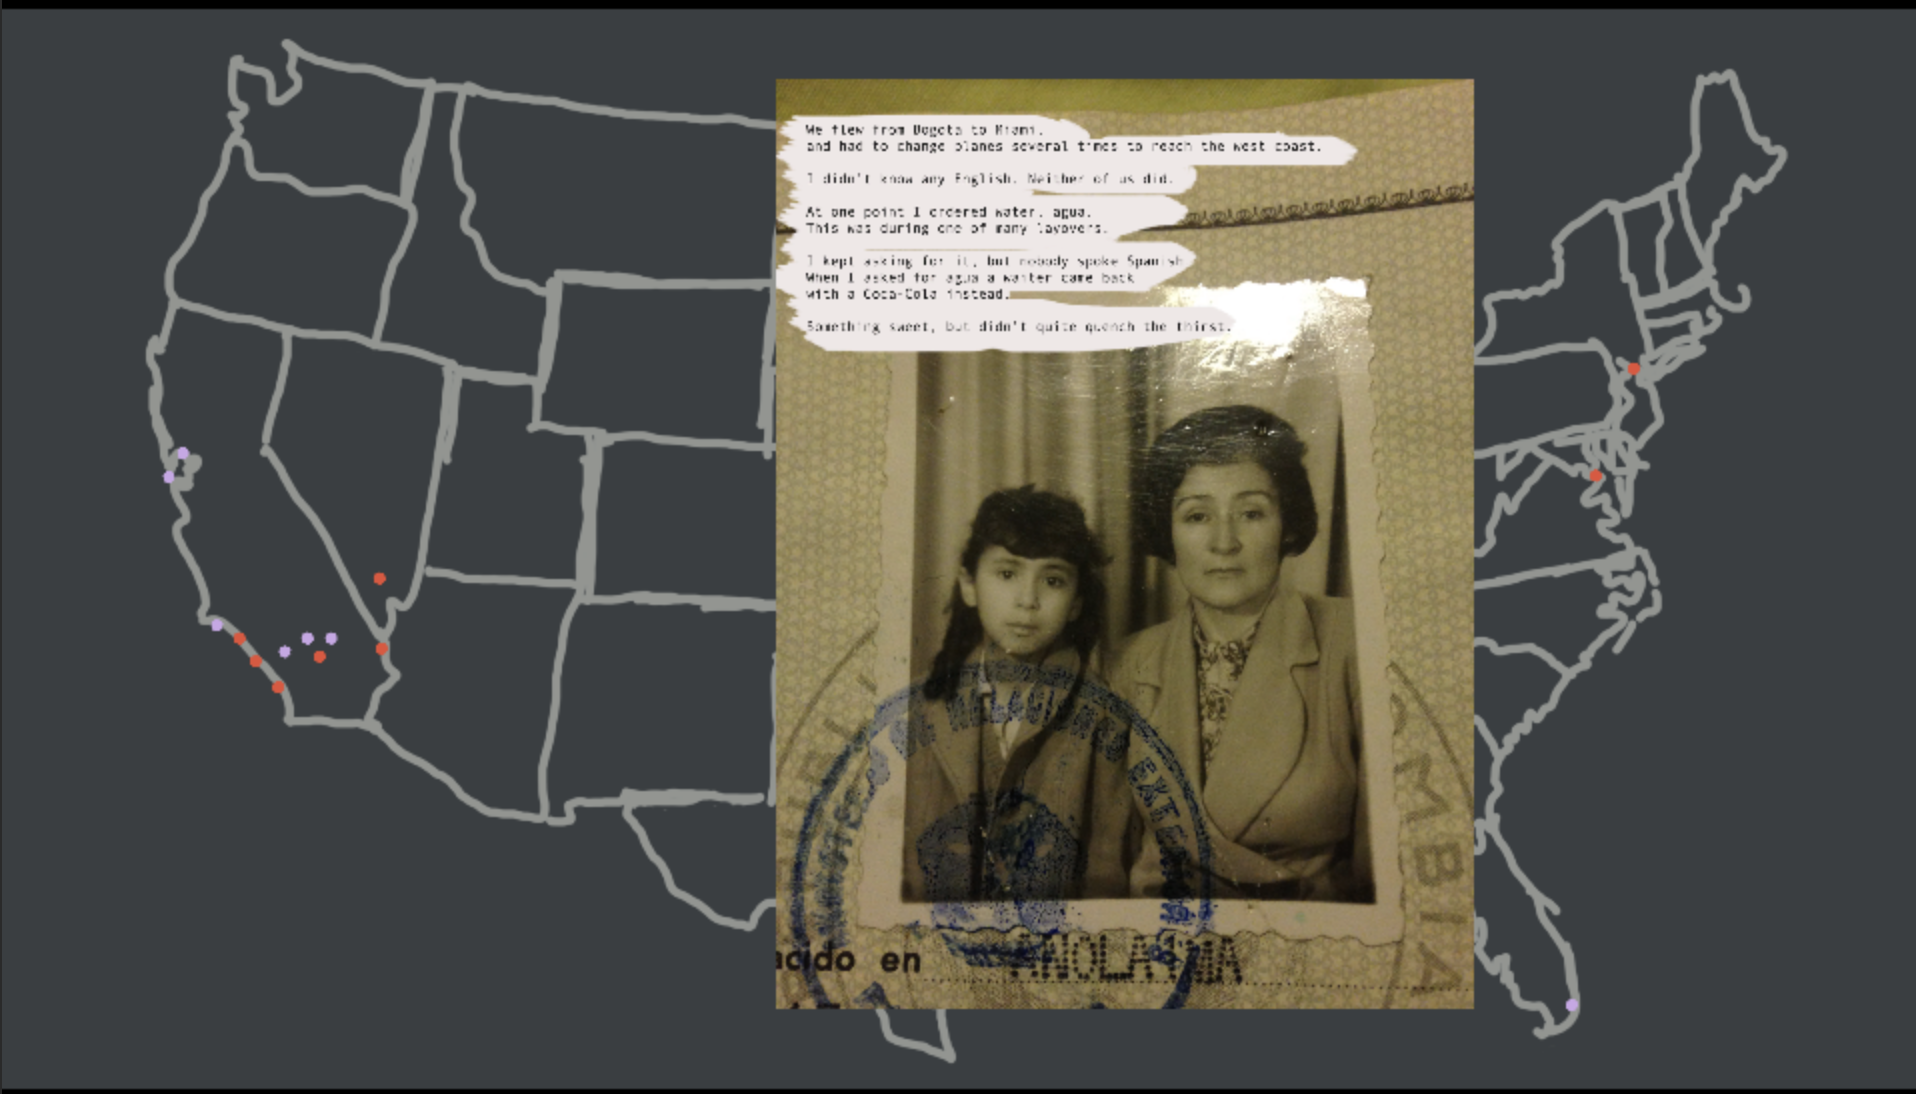 We flew from Bogota to Miami.
and had to change planes several times to reach the west coast.
I didn't know any English. Neither of us did.
At one point I ordered water, agua.
This was during one of many layovers.
I kept asking for it, but nobody spoke Spanish
When I asked for agua a waiter came back
with a Coca-Cola instead.
Something sweet, but didn't quite quench the thirst.
EXT
OMBIA
acido en